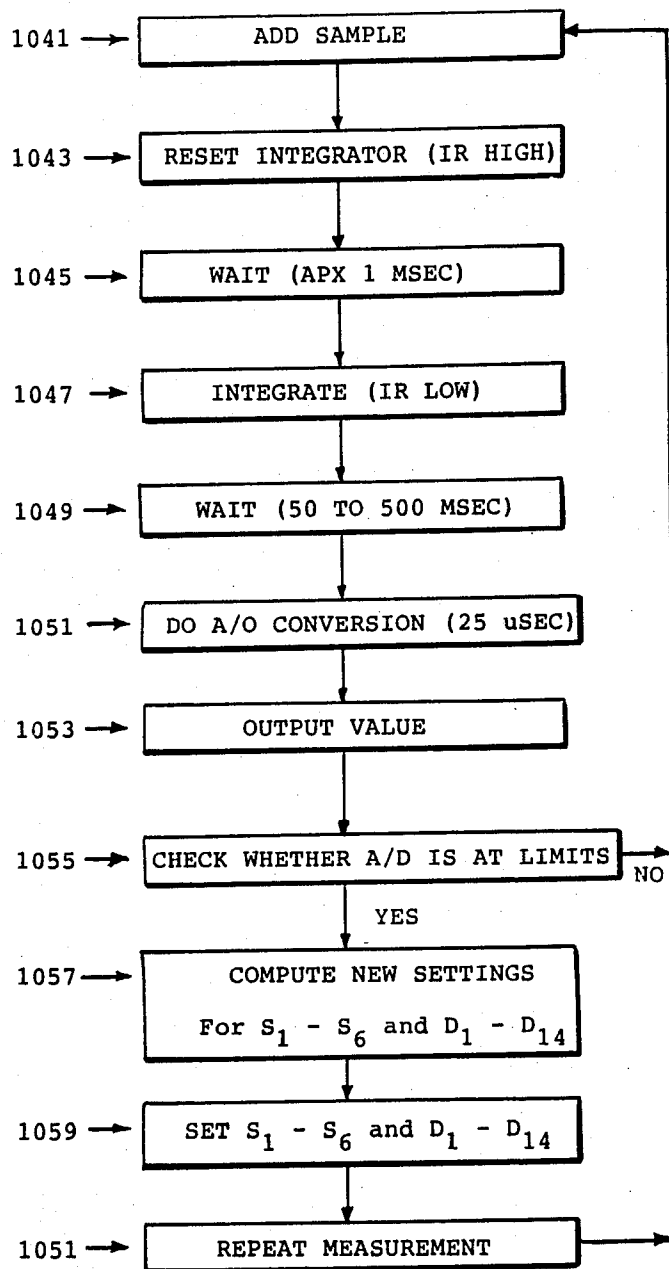 1041 ADD SAMPLE
1043 RESET INTEGRATOR (IR HIGH)
1045 WAIT (APX 1 MSEC)
1047 INTEGRATE (IR LOW)
1049 WAIT (50 TO 500 MSEC)
1051 DO A/O CONVERSION (25 uSEC)
1053 OUTPUT VALUE
1055 CHECK WHETHER A/D IS AT LIMITS
NO
YES
1057 COMPUTE NEW SETTINGS
For S1 - S6 and D1 - D14
1059 SET S1 - S6 and D1 - D14
1051 REPEAT MEASUREMENT